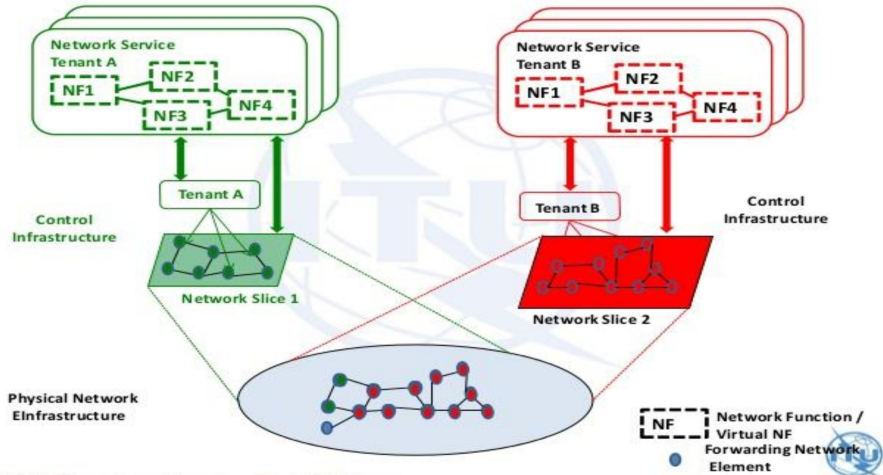 Network Service
Tenant A
NF1
NF2
NF3
NF4
Network Service
Tenant B
NF1
NF2
NF3
NF4
Tenant A
Tenant B
Control
Infrastructure
Control
Infrastructure
Network Slice 1
Network Slice 2
Physical Network
EInfrastructure
NF
Network Function /
Virtual NF
Forwarding Network
Element
ITU